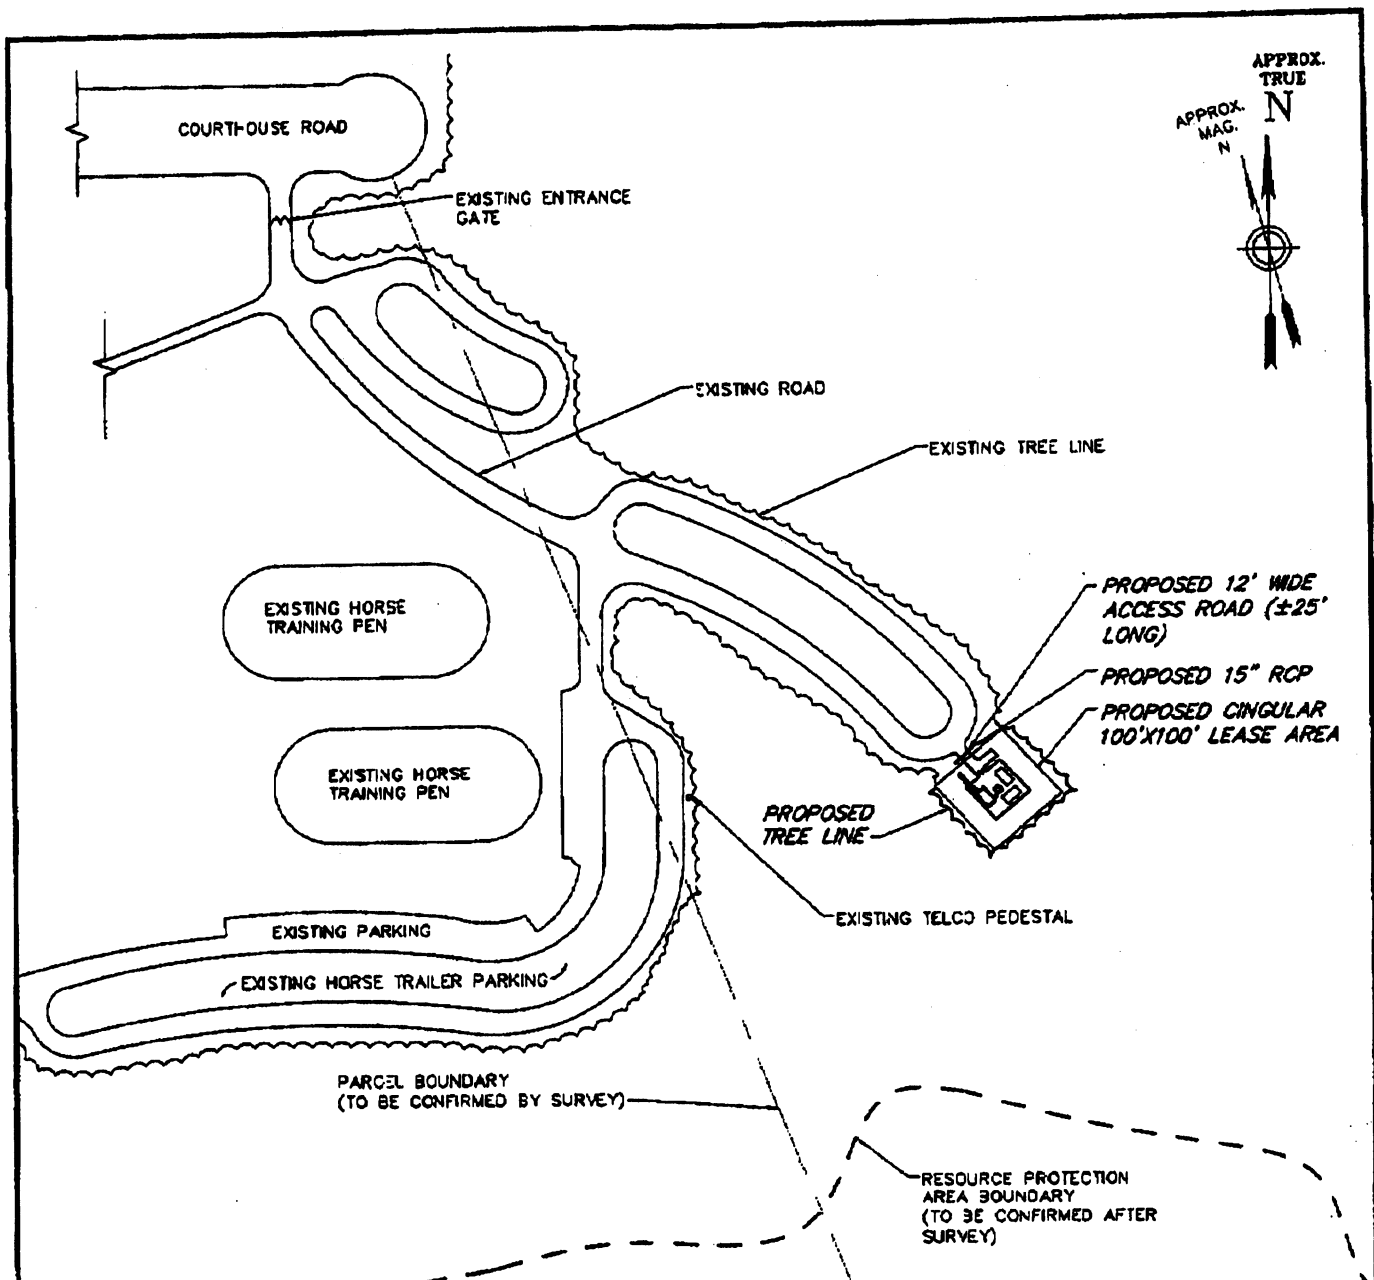 APPROX.
TRUE
N
APPROX.
MAG.
N
COURTHOUSE ROAD
EXISTING ENTRANCE
GATE
EXISTING ROAD
EXISTING TREE LINE
PROPOSED 12' WIDE
ACCESS ROAD (±25'
LONG)
EXISTING HORSE
TRAINING PEN
PROPOSED 15" RCP
PROPOSED CINGULAR
100'X100' LEASE AREA
EXISTING HORSE
TRAINING PEN
PROPOSED
TREE LINE
EXISTING TELCO PEDESTAL
EXISTING PARKING
EXISTING HORSE TRAILER PARKING
PARCEL BOUNDARY
(TO BE CONFIRMED BY SURVEY)
RESOURCE PROTECTION
AREA BOUNDARY
(TO BE CONFIRMED AFTER
SURVEY)